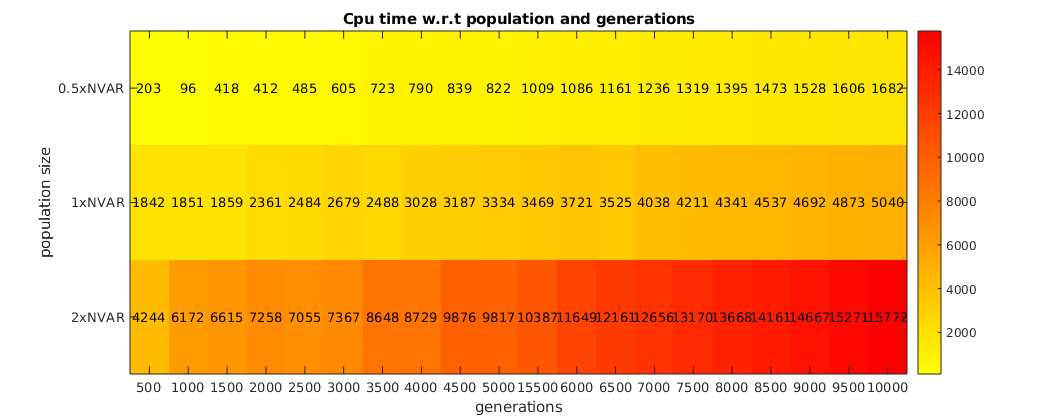 Cpu time w.r.t population and generations
0.5xNVAR 203 96 418 412 485 605 723 790 839 822 1009 1086 1161 1236 1319 1395 1473 1528 1606 1682
1xNVAR 1842 1851 1859 2361 2484 2679 2488 3028 3187 3334 3469 3721 3525 4038 4211 4341 4537 4692 4873 5040
2xNVAR 4244 6172 6615 7258 7055 7367 8648 8729 9876 9817 10387 11649 12161 12656 13170 13668 14161 14667 15271 15772
500 1000 1500 2000 2500 3000 3500 4000 4500 5000 15500 6000 6500 7000 7500 8000 8500 9000 9500 10000
generations
population size
14000
12000
10000
8000
6000
4000
2000